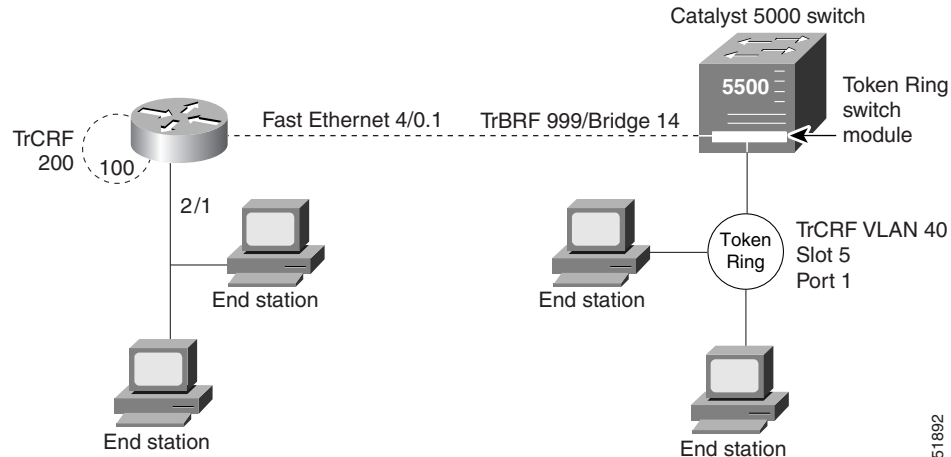 Catalyst 5000 switch
5500
Token Ring
switch
module
Fast Ethernet 4/0.1
TrBRF 999/Bridge 14
TrCRF
200
100
2/1
End station
End station
Token
Ring
TrCRF VLAN 40
Slot 5
Port 1
End station
End station
51892